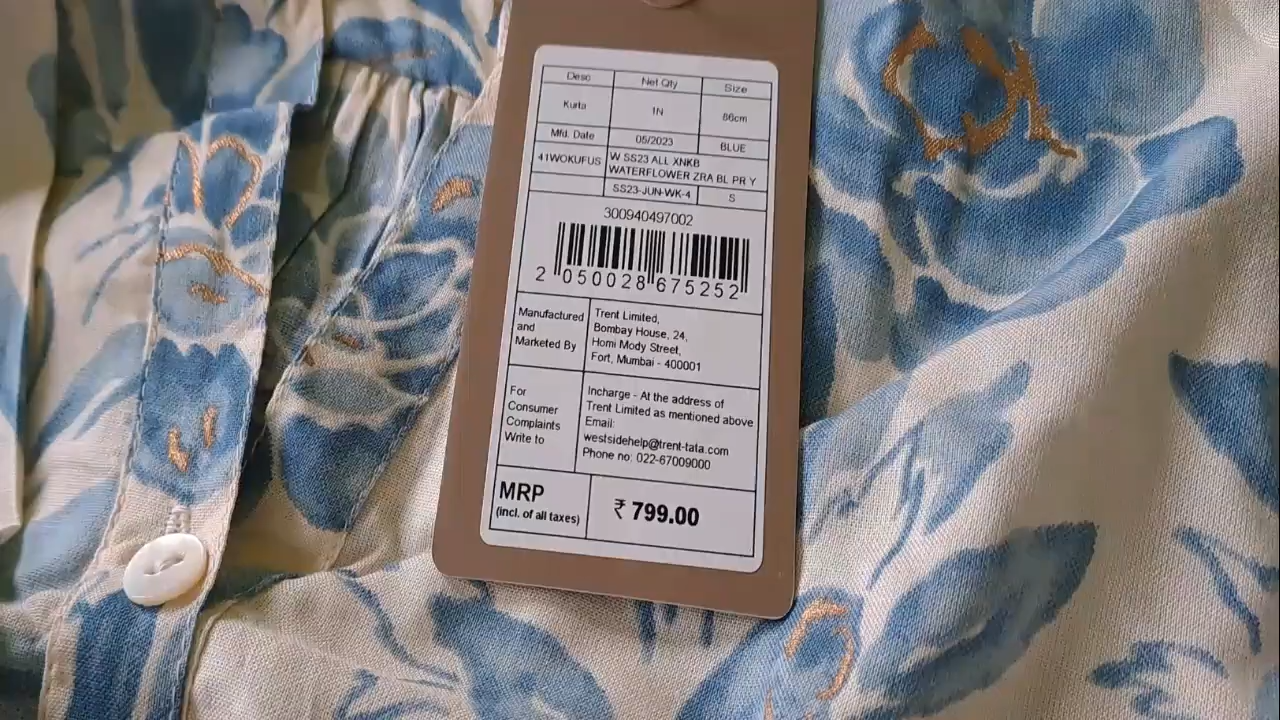 Desc Net Qty Size
Kurta 1N 86cm
Mfd. Date 05/2023 BLUE
41WOKUFUS W SS23 ALL XNKB
WATERFLOWER ZRA BL PR Y
SS23-JUN-WK-4 S
300940497002
2 050028 675252
Manufactured
and
Marketed By
Trent Limited,
Bombay House, 24,
Homi Mody Street,
Fort, Mumbai - 400001
For
Consumer
Complaints
Write to
Incharge - At the address of
Trent Limited as mentioned above
Email:
westsidehelp@trent-tata.com
Phone no: 022-67009000
MRP
(incl. of all taxes)
₹ 799.00